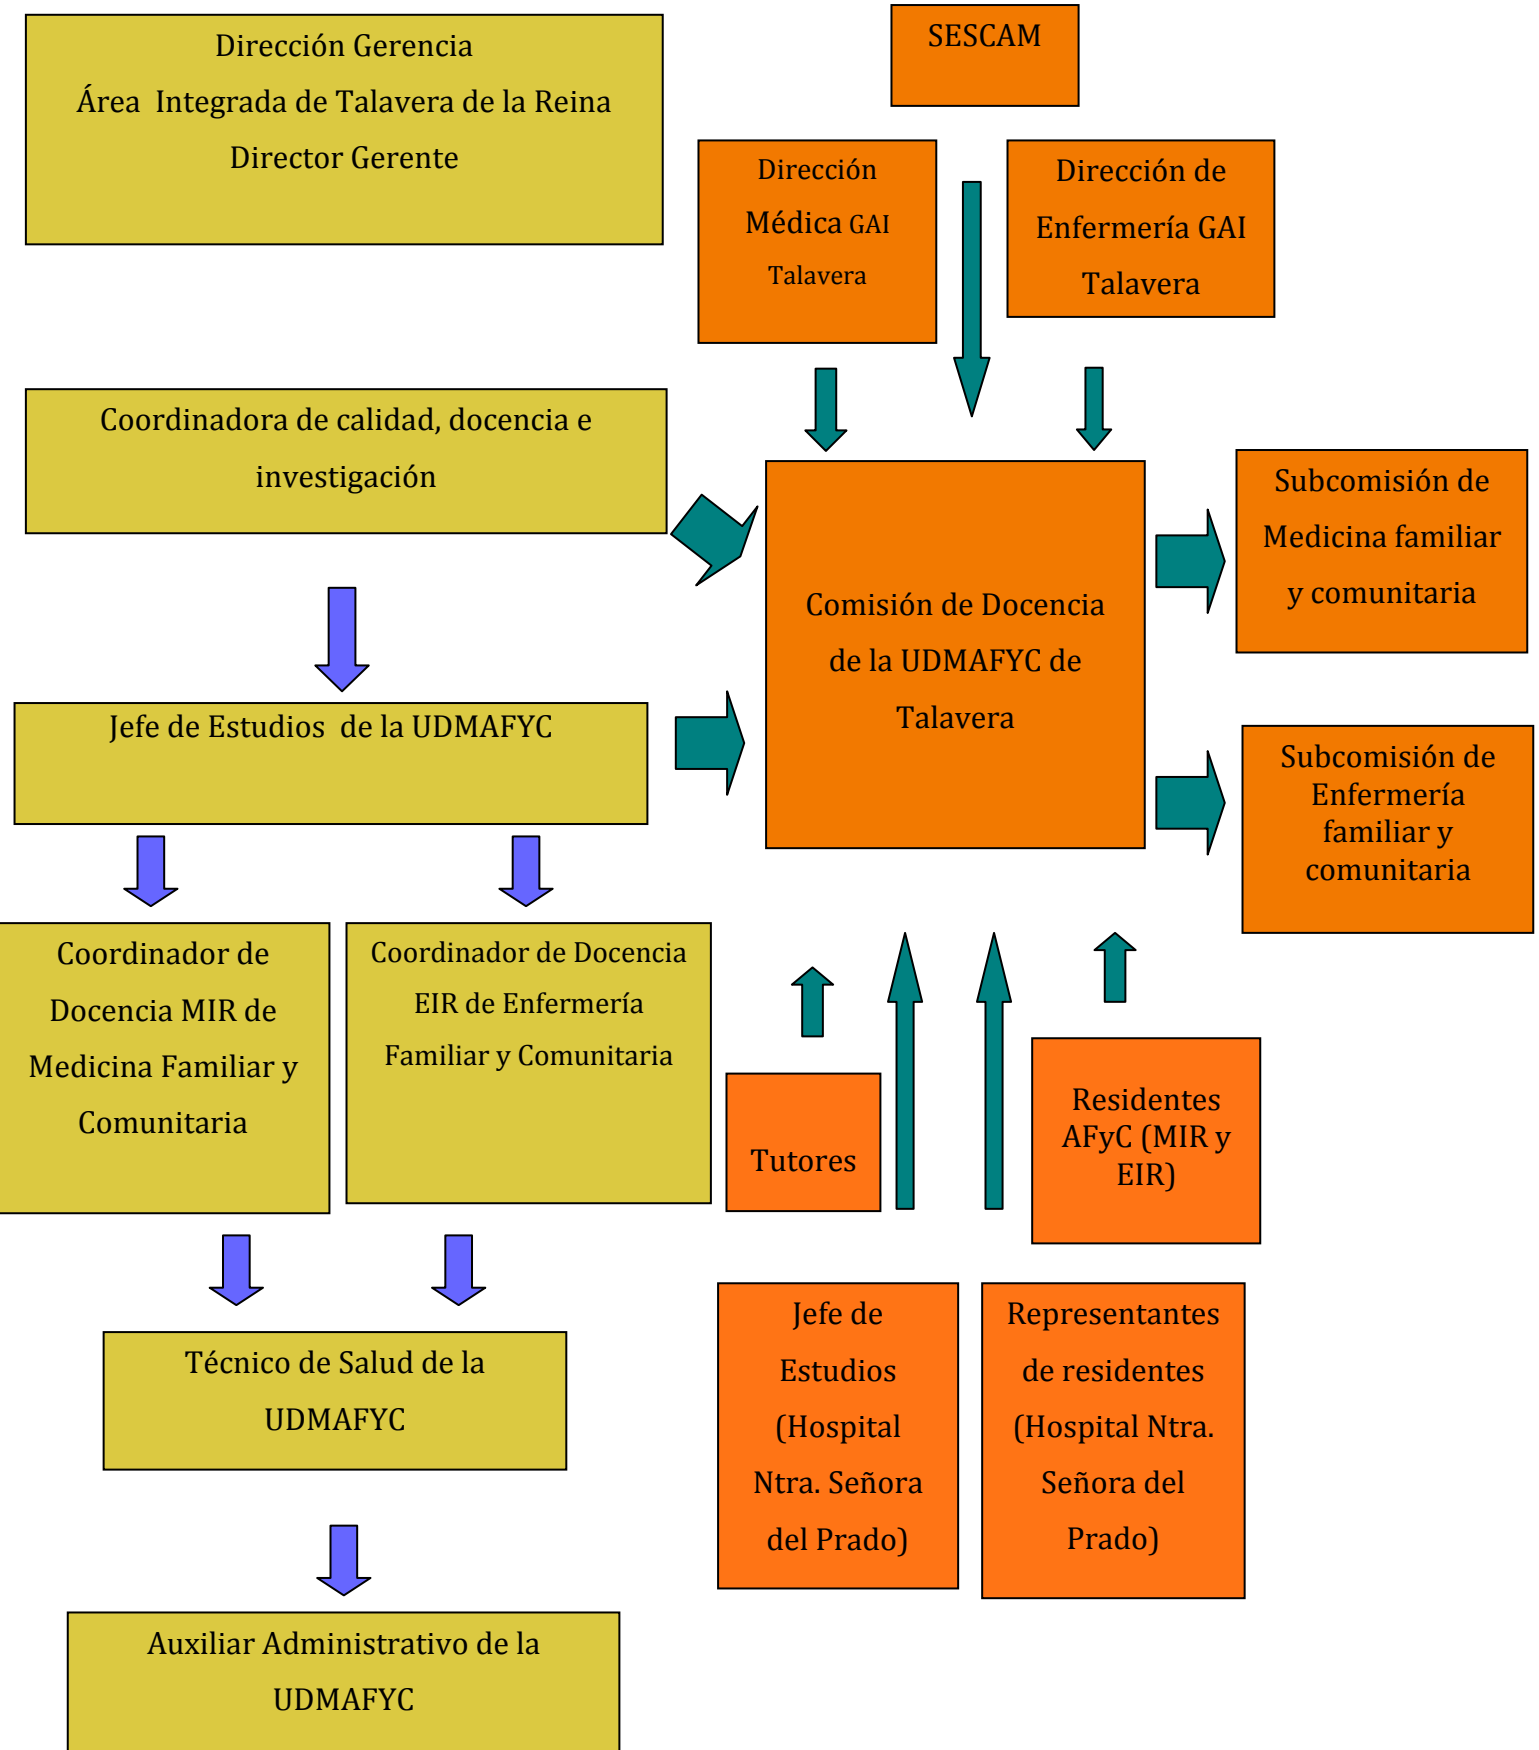 Dirección Gerencia
Área  Integrada de Talavera de la Reina
Director Gerente
SESCAM
Dirección
Médica GAI
Talavera
Dirección de
Enfermería GAI
Talavera
Coordinadora de calidad, docencia e
investigación
Comisión de Docencia
de la UDMAFYC de
Talavera
Subcomisión de
Medicina familiar
y comunitaria
Jefe de Estudios  de la UDMAFYC
Subcomisión de
Enfermería
familiar y
comunitaria
Coordinador de
Docencia MIR de
Medicina Familiar y
Comunitaria
Coordinador de Docencia
EIR de Enfermería
Familiar y Comunitaria
Tutores
Residentes
AFyC (MIR y
EIR)
Jefe de
Estudios
(Hospital
Ntra. Señora
del Prado)
Representantes
de residentes
(Hospital Ntra.
Señora del
Prado)
Técnico de Salud de la
UDMAFYC
Auxiliar Administrativo de la
UDMAFYC